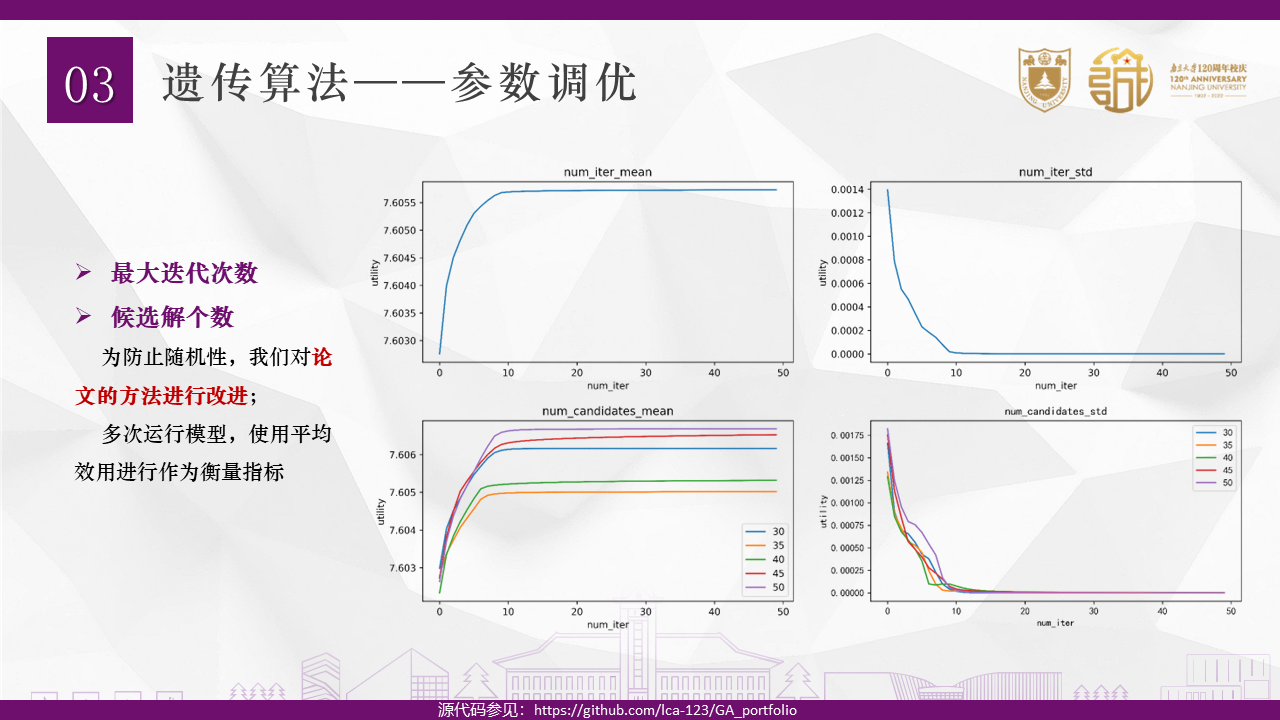 03
遗传算法——参数调优
NANJING UNIVERSITY
1902
南京大学120周年校庆
120TH ANNIVERSARY
NANJING UNIVERSITY
1902 - 2022
最大迭代次数
候选解个数
为防止随机性，我们对论
文的方法进行改进；
多次运行模型，使用平均
效用进行作为衡量指标
num_iter_mean
utility
7.6055
7.6050
7.6045
7.6040
7.6035
7.6030
0 10 20 30 40 50
num_iter
num_iter_std
utility
0.0014
0.0012
0.0010
0.0008
0.0006
0.0004
0.0002
0.0000
0 10 20 30 40 50
num_iter
num_candidates_mean
utility
7.606
7.605
7.604
7.603
30
35
40
45
50
0 10 20 30 40 50
num_iter
num_candidates_std
utility
0.00175
0.00150
0.00125
0.00100
0.00075
0.00050
0.00025
0.00000
30
35
40
45
50
0 10 20 30 40 50
num_iter
源代码参见：https://github.com/lca-123/GA_portfolio